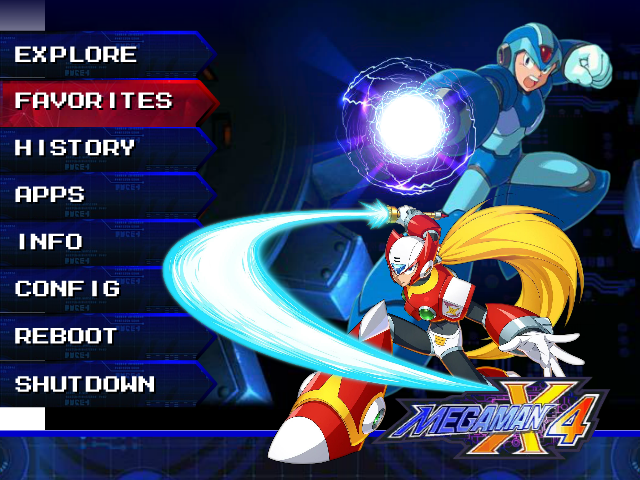 EXPLORE
FAVORITES
HISTORY
APPS
INFO
CONFIG
REBOOT
SHUTDOWN
MEGAMAN X4